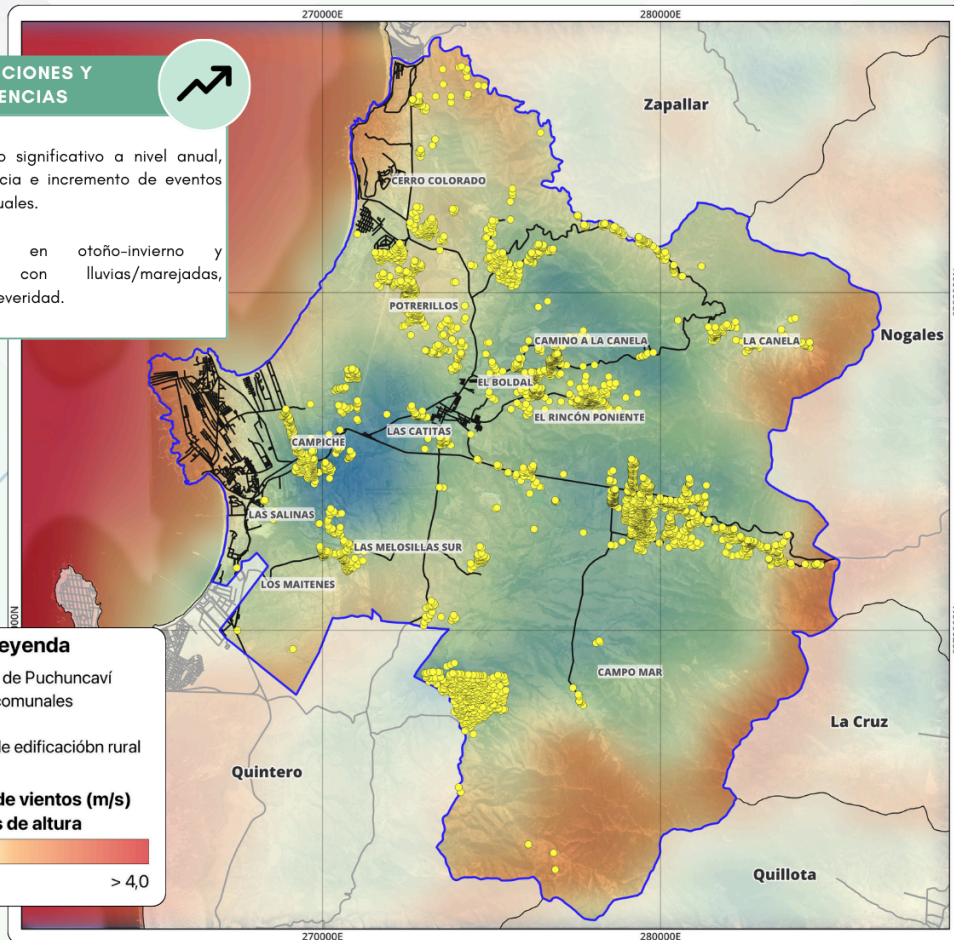 270000E
280000E
CIONES Y
ENCIAS
o significativo a nivel anual,
cia e incremento de eventos
uales.
en otoño-invierno y
con lluvias/marejadas,
everidad.
Zapallar
CERRO COLORADO
POTRERILLOS
CAMINO A LA CANELA
LA CANELA
Nogales
EL BOLDAL
EL RINCÓN PONIENTE
LAS CATITAS
CAMPICHE
LAS SALINAS
LAS MELOSILLAS SUR
LOS MAITENES
CAMPO MAR
La Cruz
Quintero
Quillota
eyenda
de Puchuncaví
omunales
e edificacióbn rural
de vientos (m/s)
s de altura
> 4,0
270000E
280000E